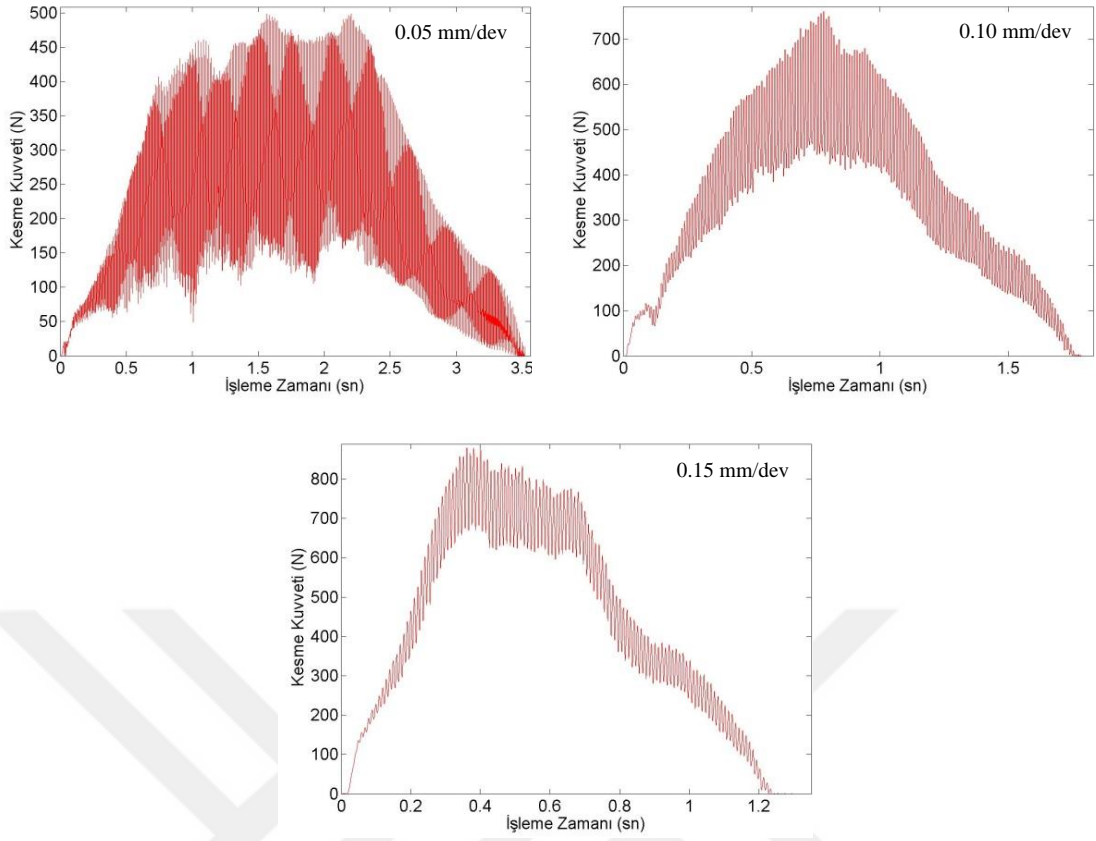 0.05 mm/dev
500
450
400
350
300
250
200
150
100
50
0
Kesme Kuvveti (N)
0 0.5 1 1.5 2 2.5 3 3.5
İşleme Zamanı (sn)
0.10 mm/dev
700
600
500
400
300
200
100
0
Kesme Kuvveti (N)
0 0.5 1 1.5
İşleme Zamanı (sn)
0.15 mm/dev
800
700
600
500
400
300
200
100
0
Kesme Kuvveti (N)
0 0.2 0.4 0.6 0.8 1 1.2
İşleme Zamanı (sn)